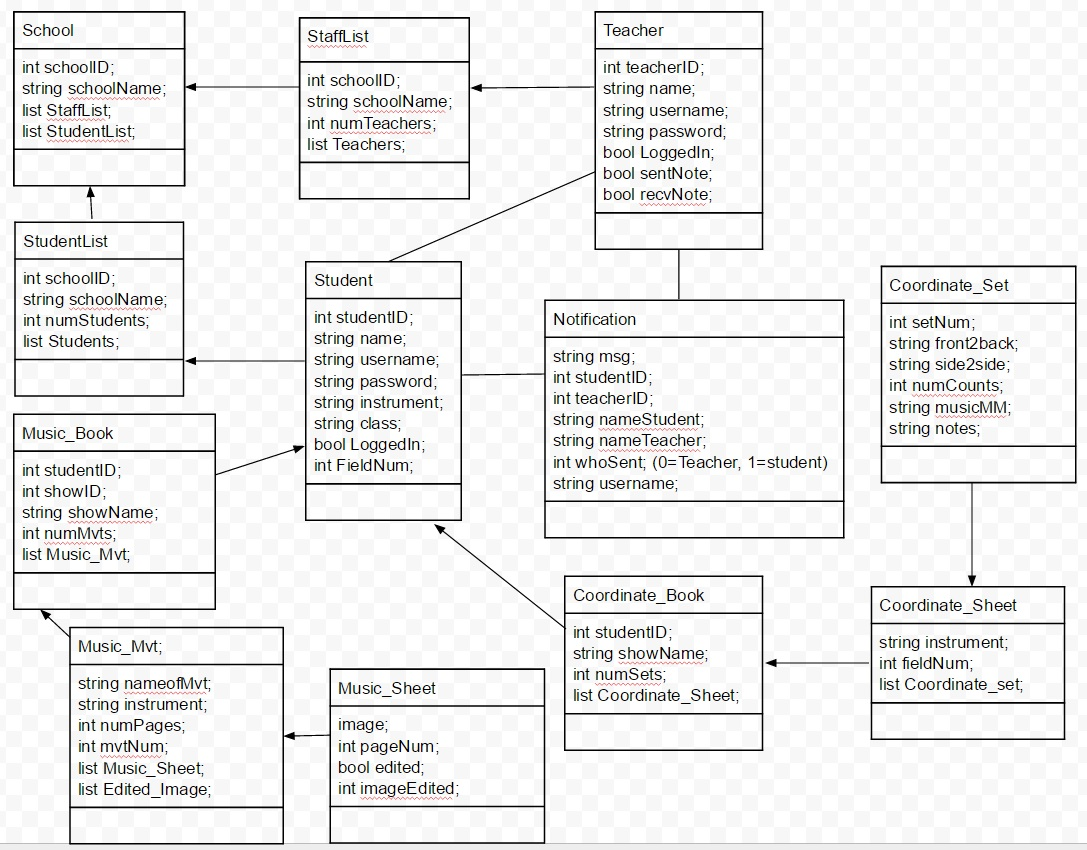 School
int schoolID;
string schoolName;
list StaffList;
list StudentList;
StaffList
int schoolID;
string schoolName;
int numTeachers;
list Teachers;
Teacher
int teacherID;
string name;
string username;
string password;
bool LoggedIn;
bool sentNote;
bool recvNote;
StudentList
int schoolID;
string schoolName;
int numStudents;
list Students;
Student
int studentID;
string name;
string username;
string password;
string instrument;
string class;
bool LoggedIn;
int FieldNum;
Notification
string msg;
int studentID;
int teacherID;
string nameStudent;
string nameTeacher;
int whoSent; (0=Teacher, 1=student)
string username;
Coordinate_Set
int setNum;
string front2back;
string side2side;
int numCounts;
string musicMM;
string notes;
Music_Book
int studentID;
int showID;
string showName;
int numMvts;
list Music_Mvt;
Coordinate_Book
int studentID;
string showName;
int numSets;
list Coordinate_Sheet;
Coordinate_Sheet
string instrument;
int fieldNum;
list Coordinate_set;
Music_Mvt;
string nameofMvt;
string instrument;
int numPages;
int mvtNum;
list Music_Sheet;
list Edited_Image;
Music_Sheet
image;
int pageNum;
bool edited;
int imageEdited;